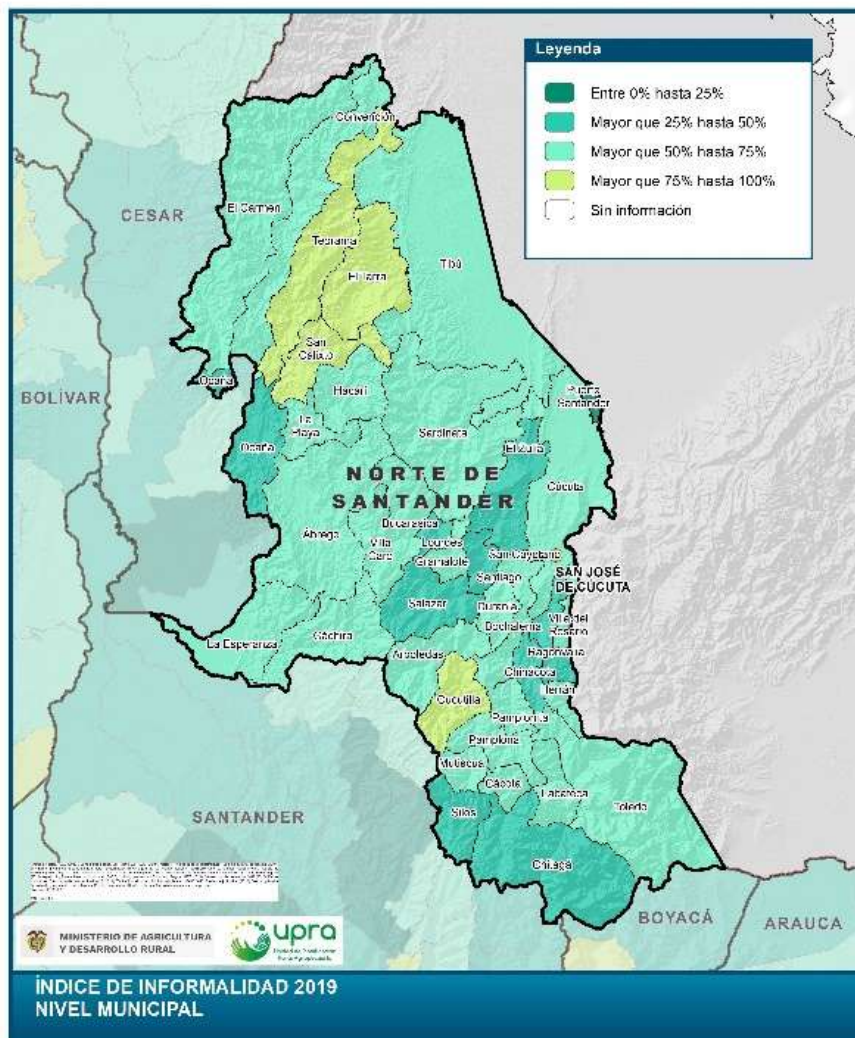 Leyenda
Entre 0% hasta 25%
Mayor que 25% hasta 50%
Mayor que 50% hasta 75%
Mayor que 75% hasta 100%
Sin información
Convención
CESAR
El Carmen
Teorama
El Tarra
Tibú
San
Calixto
Ocaña
BOLÍVAR
Hacarí
Puerto
Santander
La
Playa
Ocaña
Sardinata
El Zulia
NORTE DE
SANTANDER
Cúcuta
Bucarasica
Ábrego
Villa
Caro
Lourdes
Gramalote
San Cayetano
Santiago
SAN JOSÉ
DE CÚCUTA
Salazar
Durania
Villa del
Rosario
Bochalema
La Esperanza
Cáchira
Arboledas
Ragonvalia
Chinácota
Herrán
Cucutilla
Pamplonita
Pamplona
Mutiscua
Cácota
Labateca
Toledo
Silos
SANTANDER
Chitagá
BOYACÁ
ARAUCA
MINISTERIO DE AGRICULTURA
Y DESARROLLO RURAL
upra
ÍNDICE DE INFORMALIDAD 2019
NIVEL MUNICIPAL